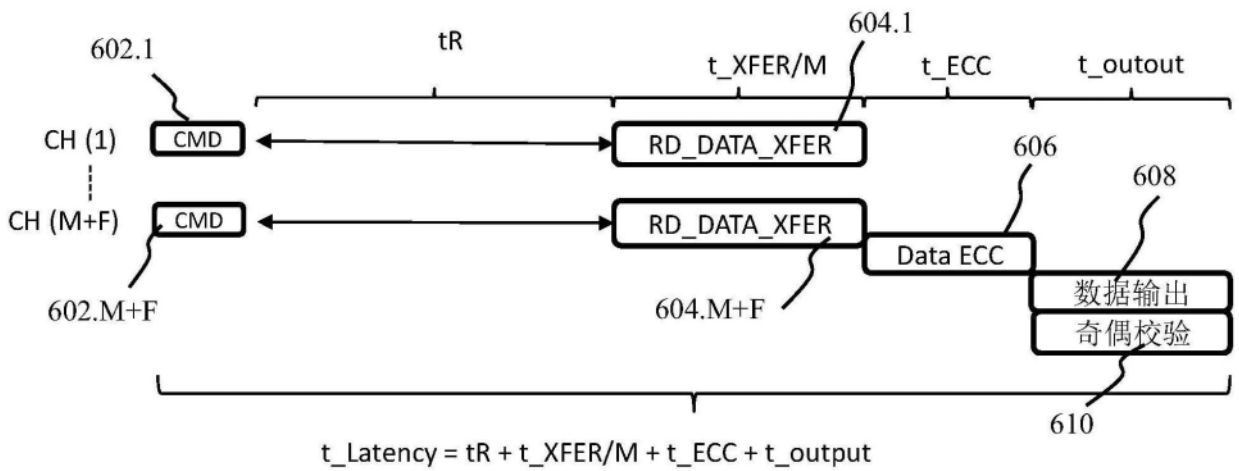 602.1
tR
604.1
t_XFER/M
t_ECC
t_outout
CH (1)
CMD
RD_DATA_XFER
606
608
CH (M+F)
CMD
RD_DATA_XFER
Data ECC
602.M+F
604.M+F
数据输出
奇偶校验
610
t_Latency = tR + t_XFER/M + t_ECC + t_output